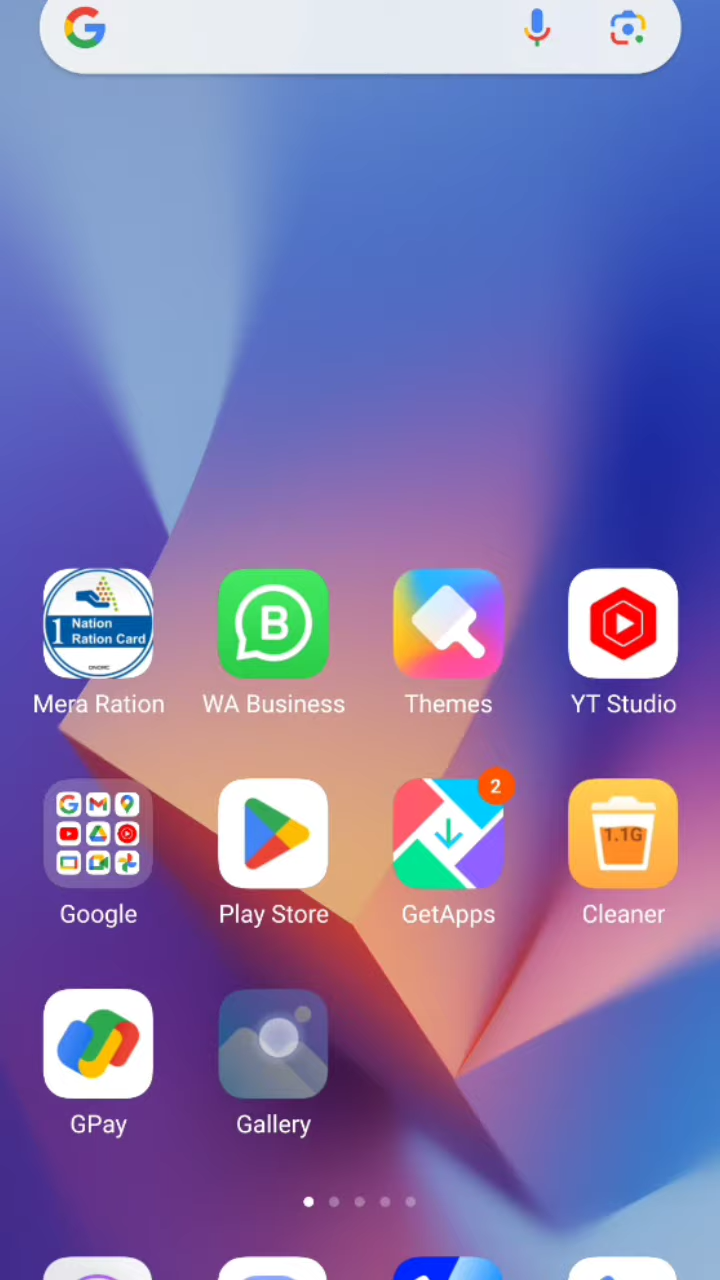 1 Nation
Ration Card
ONORC
Mera Ration
B
WA Business
Themes
YT Studio
Google
Play Store
2
GetApps
1.1G
Cleaner
GPay
Gallery